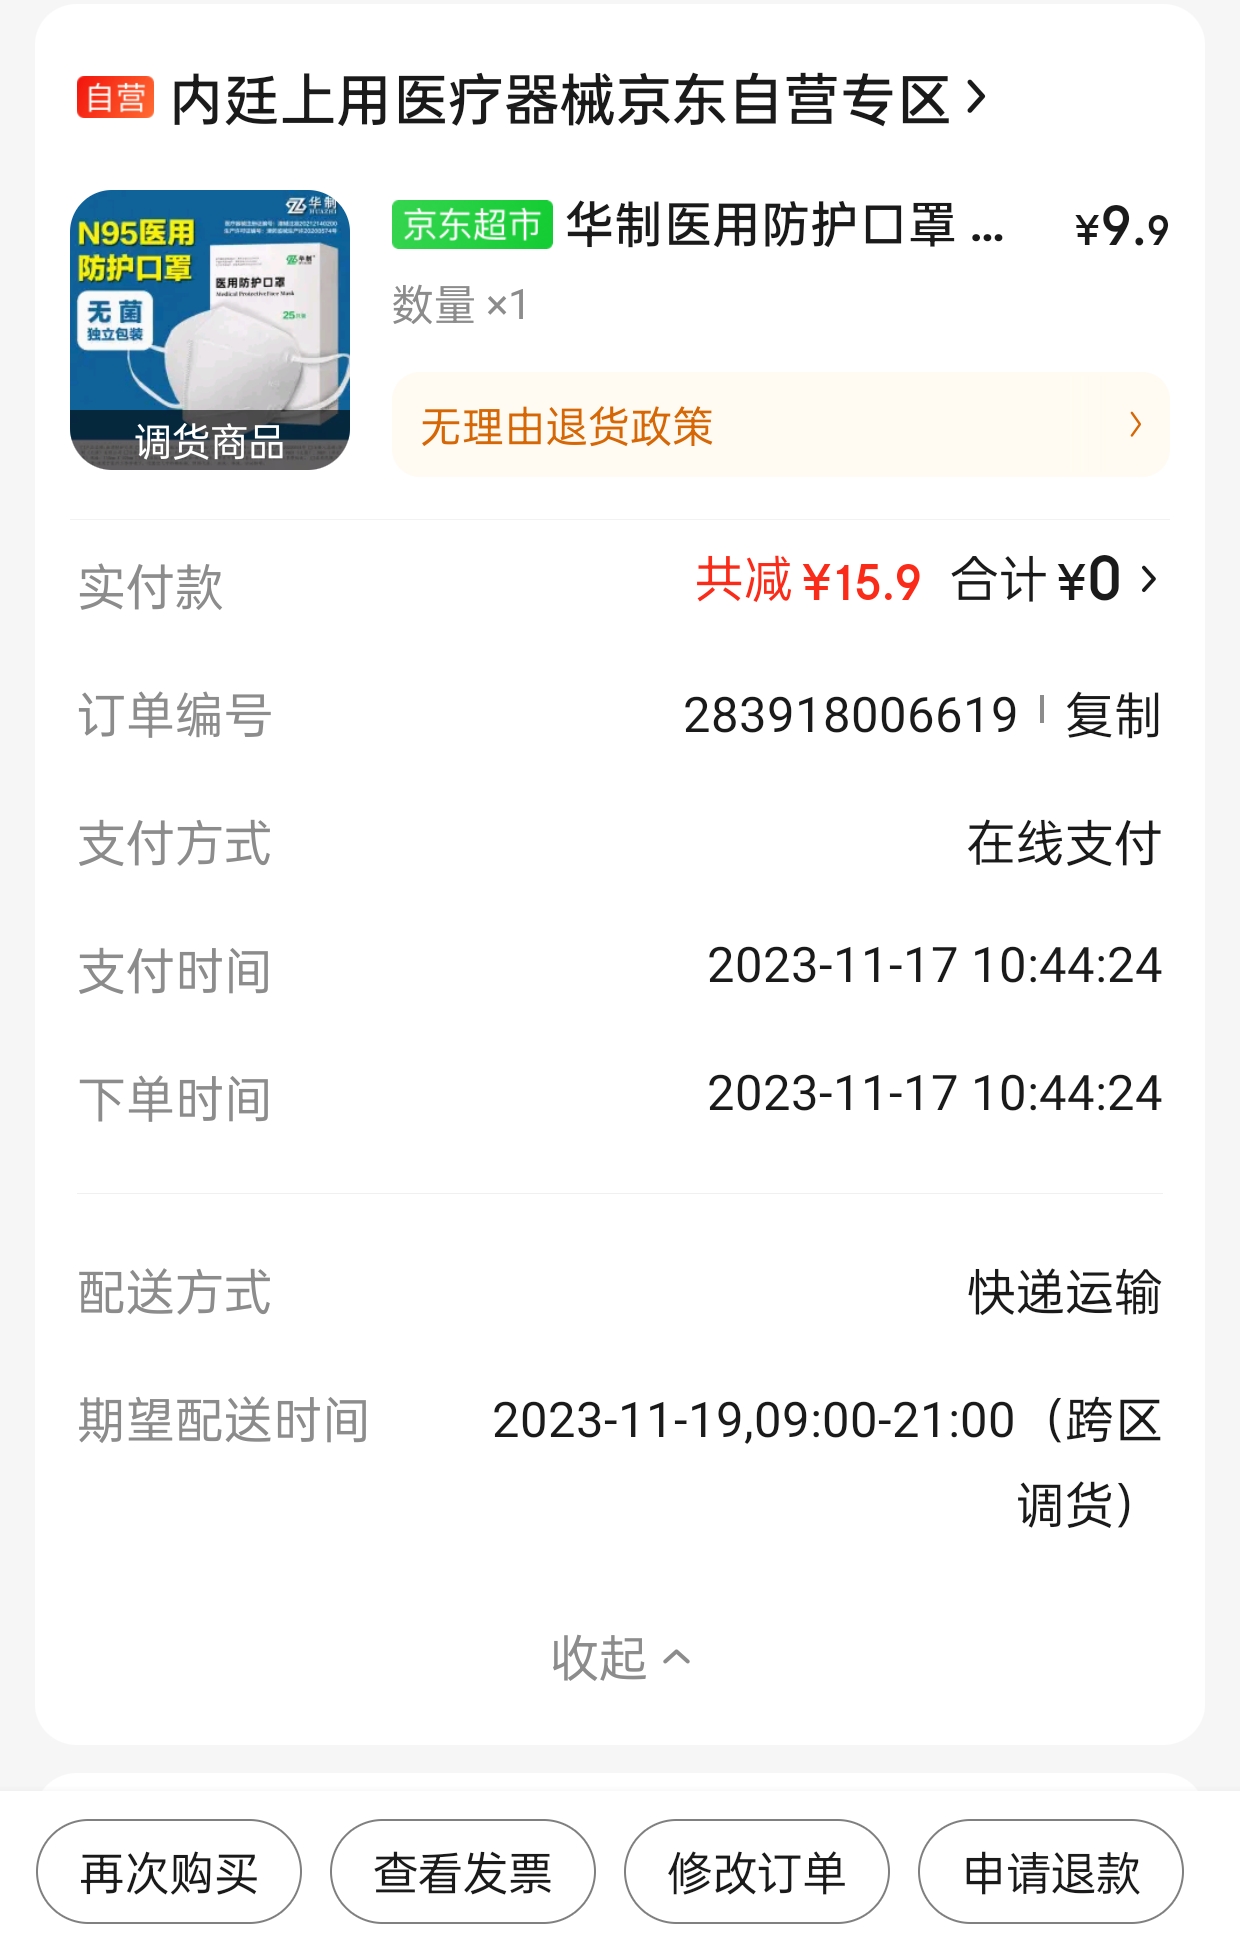 自营 内廷上用医疗器械京东自营专区
华制
HUAZHI
N95医用
防护口罩
无菌
独立包装
华制
医用防护口罩
Medical Protective Face Mask
调货商品
京东超市 华制医用防护口罩 ... ¥9.9
数量 ×1
无理由退货政策
实付款 共减 ¥15.9 合计 ¥0
订单编号 283918006619 复制
支付方式 在线支付
支付时间 2023-11-17 10:44:24
下单时间 2023-11-17 10:44:24
配送方式 快递运输
期望配送时间 2023-11-19,09:00-21:00（跨区
调货）
收起
再次购买 查看发票 修改订单 申请退款